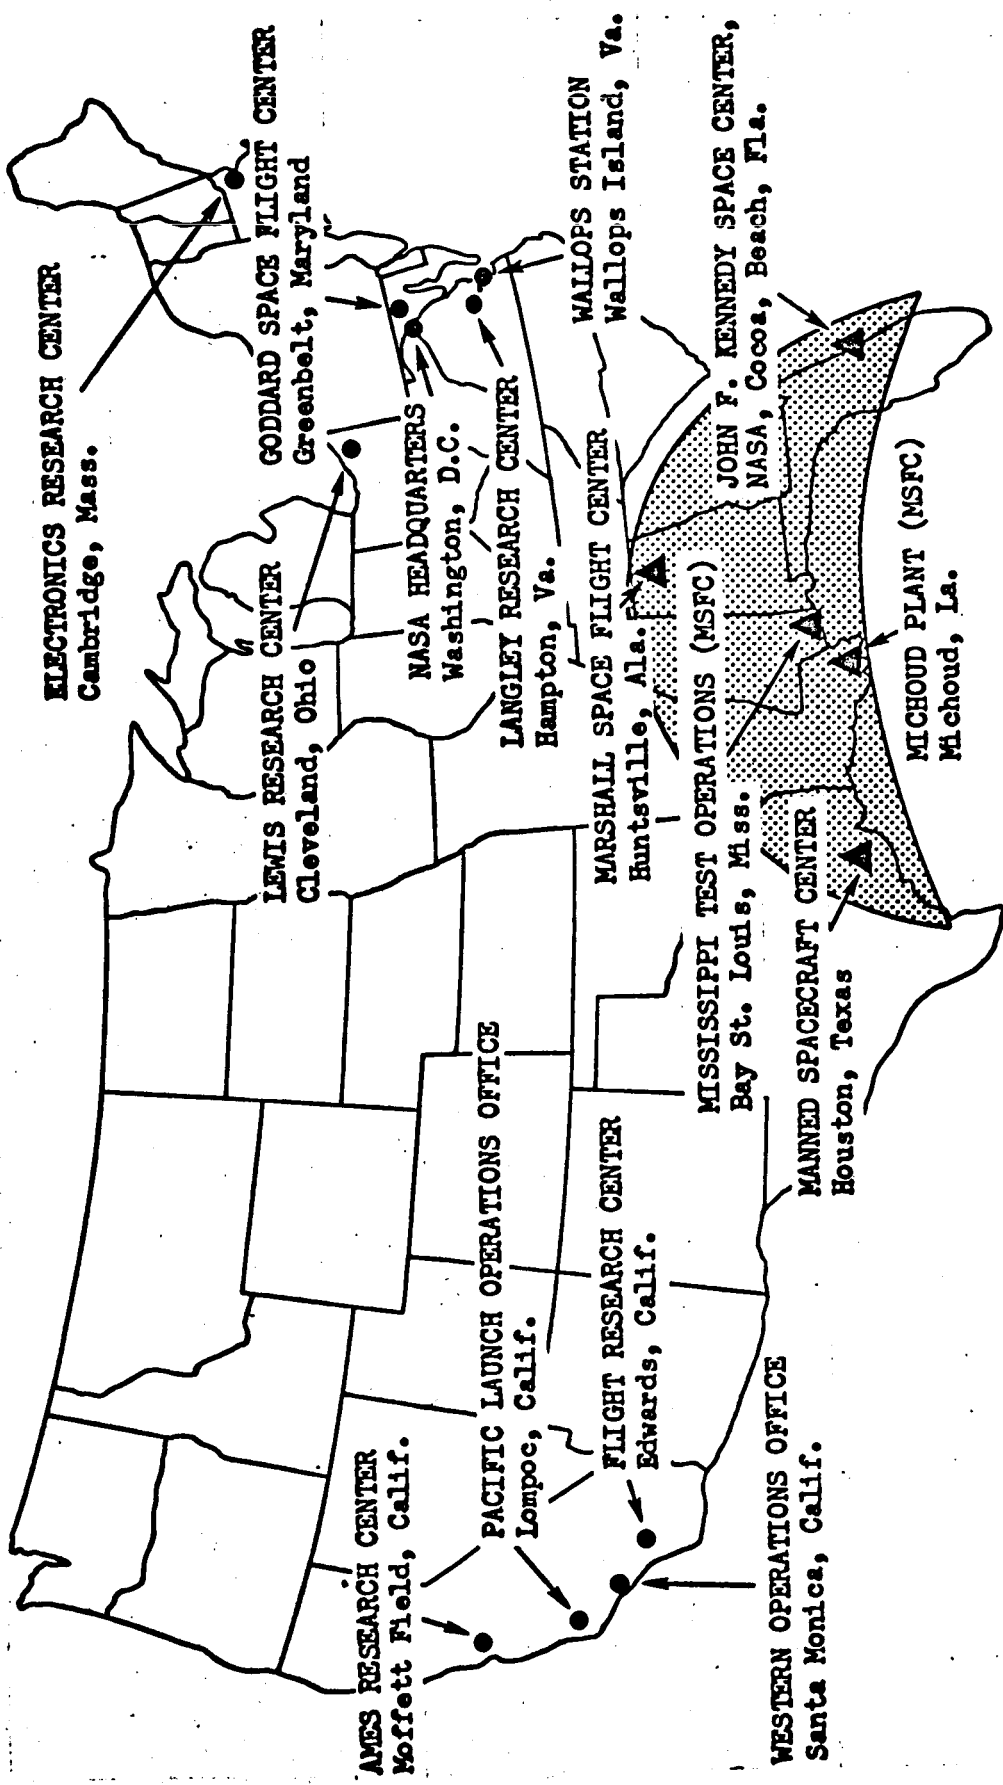 ELECTRONICS RESEARCH CENTER
Cambridge, Mass.
GODDARD SPACE FLIGHT CENTER
Greenbelt, Maryland
LEWIS RESEARCH CENTER
Cleveland, Ohio
NASA HEADQUARTERS
Washington, D.C.
LANGLEY RESEARCH CENTER
Hampton, Va.
WALLOPS STATION
Wallops Island, Va.
MARSHALL SPACE FLIGHT CENTER
Huntsville, Ala.
JOHN F. KENNEDY SPACE CENTER,
NASA, Cocoa, Beach, Fla.
MISSISSIPPI TEST OPERATIONS (MSFC)
Bay St. Louis, Miss.
MICHOUD PLANT (MSFC)
Michoud, La.
MANNED SPACECRAFT CENTER
Houston, Texas
AMES RESEARCH CENTER
Moffett Field, Calif.
PACIFIC LAUNCH OPERATIONS OFFICE
Lompoc, Calif.
FLIGHT RESEARCH CENTER
Edwards, Calif.
WESTERN OPERATIONS OFFICE
Santa Monica, Calif.